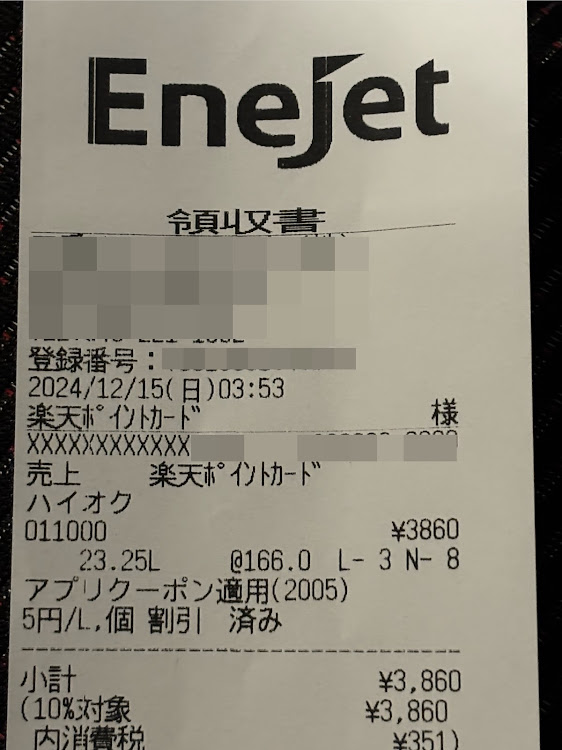 EneJet
領収書
登録番号:
2024/12/15(日)03:53
楽天ポイントカード 様
XXXXXXXXXXXX
売上 楽天ポイントカード
ハイオク
011000 ¥3860
23.25L @166.0 L- 3 N- 8
アプリクーポン適用(2005)
5円/L,個 割引 済み
小計 ¥3,860
(10%対象 ¥3,860
内消費税 ¥351)